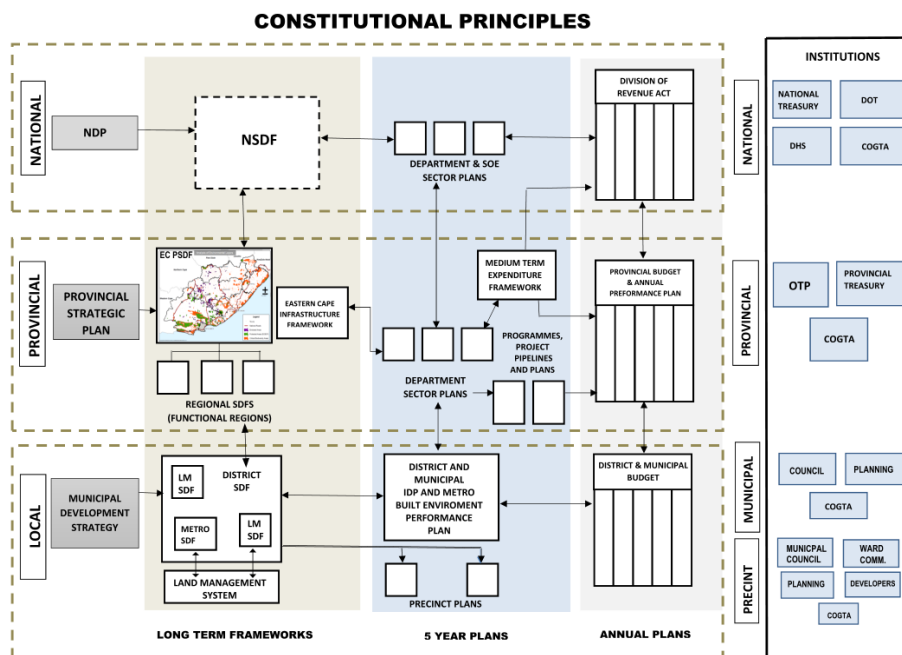 CONSTITUTIONAL PRINCIPLES
NATIONAL
NDP
NSDF
DEPARTMENT & SOE
SECTOR PLANS
DIVISION OF
REVENUE ACT
NATIONAL
INSTITUTIONS
NATIONAL
TREASURY
DOT
DHS
COGTA
PROVINCIAL
PROVINCIAL
STRATEGIC
PLAN
EC PSDF
EASTERN CAPE
INFRASTRUCTURE
FRAMEWORK
MEDIUM TERM
EXPENDITURE
FRAMEWORK
PROGRAMMES,
PROJECT
PIPELINES
AND PLANS
DEPARTMENT
SECTOR PLANS
REGIONAL SDFS
(FUNCTIONAL REGIONS)
PROVINCIAL BUDGET
& ANNUAL
PREFORMANCE PLAN
PROVINCIAL
OTP
PROVINCIAL
TREASURY
COGTA
LOCAL
MUNICIPAL
DEVELOPMENT
STRATEGY
LM
SDF
DISTRICT
SDF
METRO
SDF
LM
SDF
LAND MANAGEMENT
SYSTEM
DISTRICT AND
MUNICIPAL
IDP AND METRO
BUILT ENVIROMENT
PERFORMANCE
PLAN
PRECINCT PLANS
DISTRICT & MUNICIPAL
BUDGET
MUNICIPAL
COUNCIL
PLANNING
COGTA
PRECINT
MUNICPAL
COUNCIL
WARD
COMM.
PLANNING
DEVELOPERS
COGTA
LONG TERM FRAMEWORKS
5 YEAR PLANS
ANNUAL PLANS